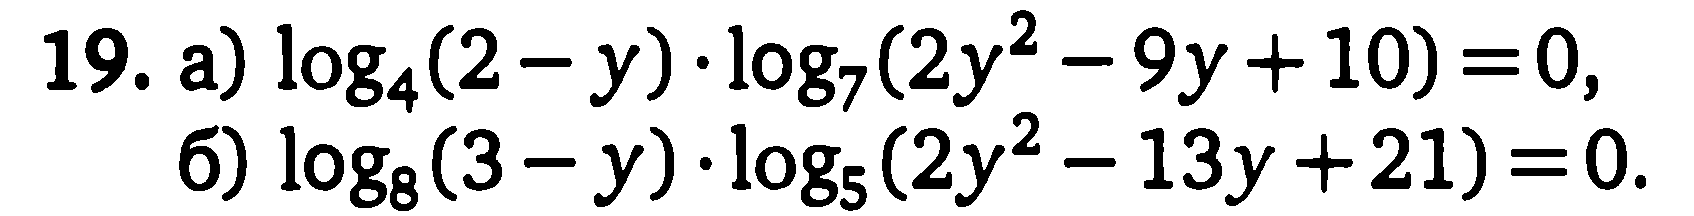 19. а) log₄(2 − y) · log₇(2y² − 9y + 10) = 0,
б) log₈(3 − y) · log₅(2y² − 13y + 21) = 0.